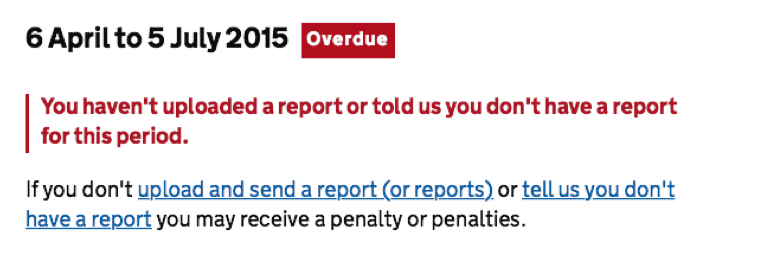 6 April to 5 July 2015 Overdue
You haven't uploaded a report or told us you don't have a report
for this period.
If you don't upload and send a report (or reports) or tell us you don't
have a report you may receive a penalty or penalties.